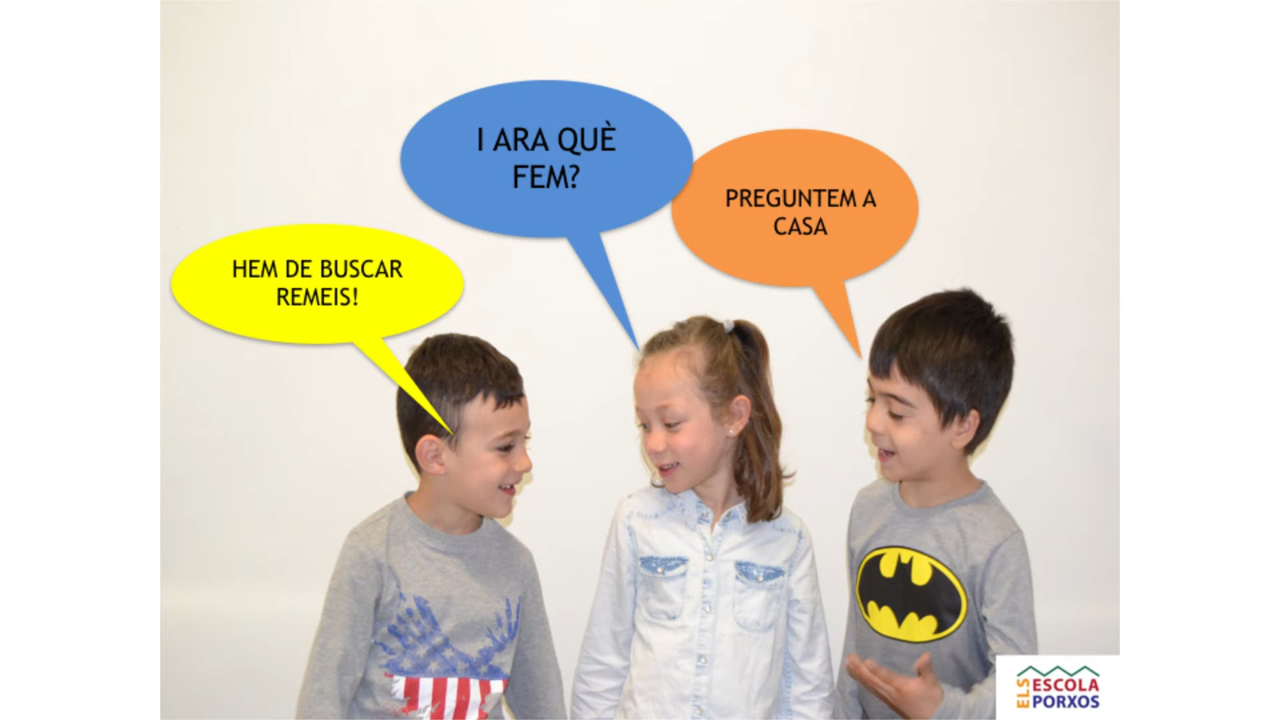 HEM DE BUSCAR
REMEIS!
I ARA QUÈ
FEM?
PREGUNTEM A
CASA
ELS
ESCOLA
PORXOS